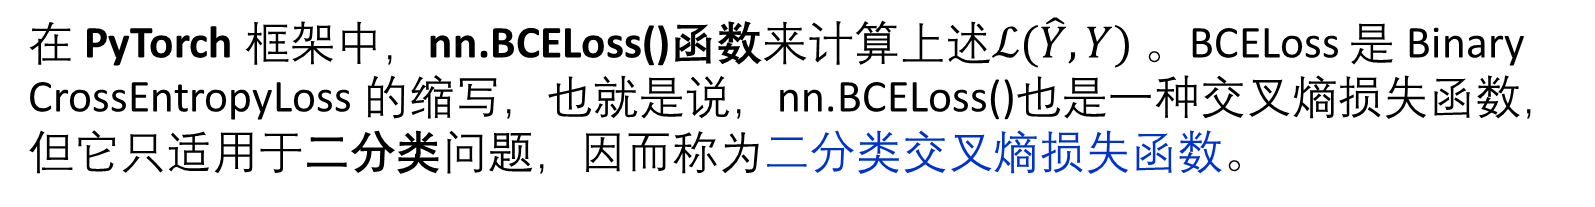 在 PyTorch 框架中，nn.BCELoss()函数来计算上述ℒ(Ŷ, Y) 。BCELoss 是 Binary
CrossEntropyLoss 的缩写，也就是说，nn.BCELoss()也是一种交叉熵损失函数，
但它只适用于二分类问题，因而称为二分类交叉熵损失函数。